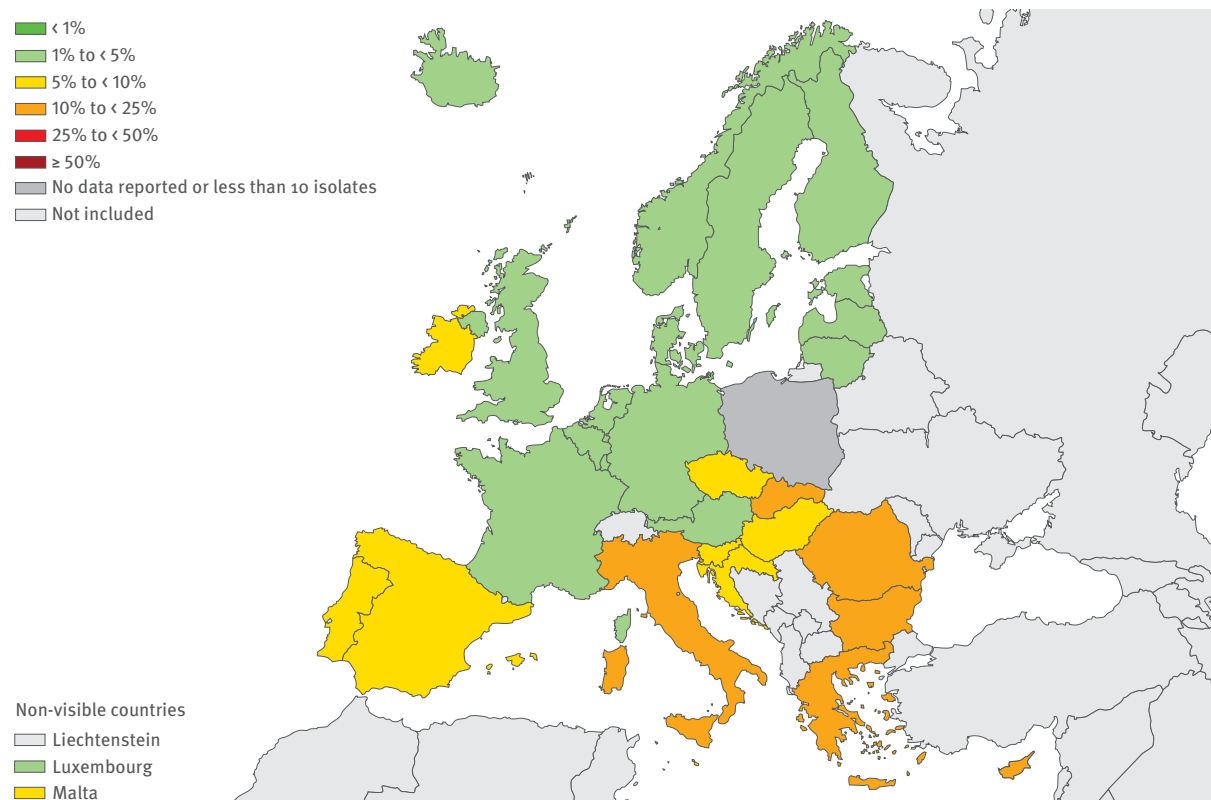 < 1%
1% to < 5%
5% to < 10%
10% to < 25%
25% to < 50%
≥ 50%
No data reported or less than 10 isolates
Not included
Non-visible countries
Liechtenstein
Luxembourg
Malta